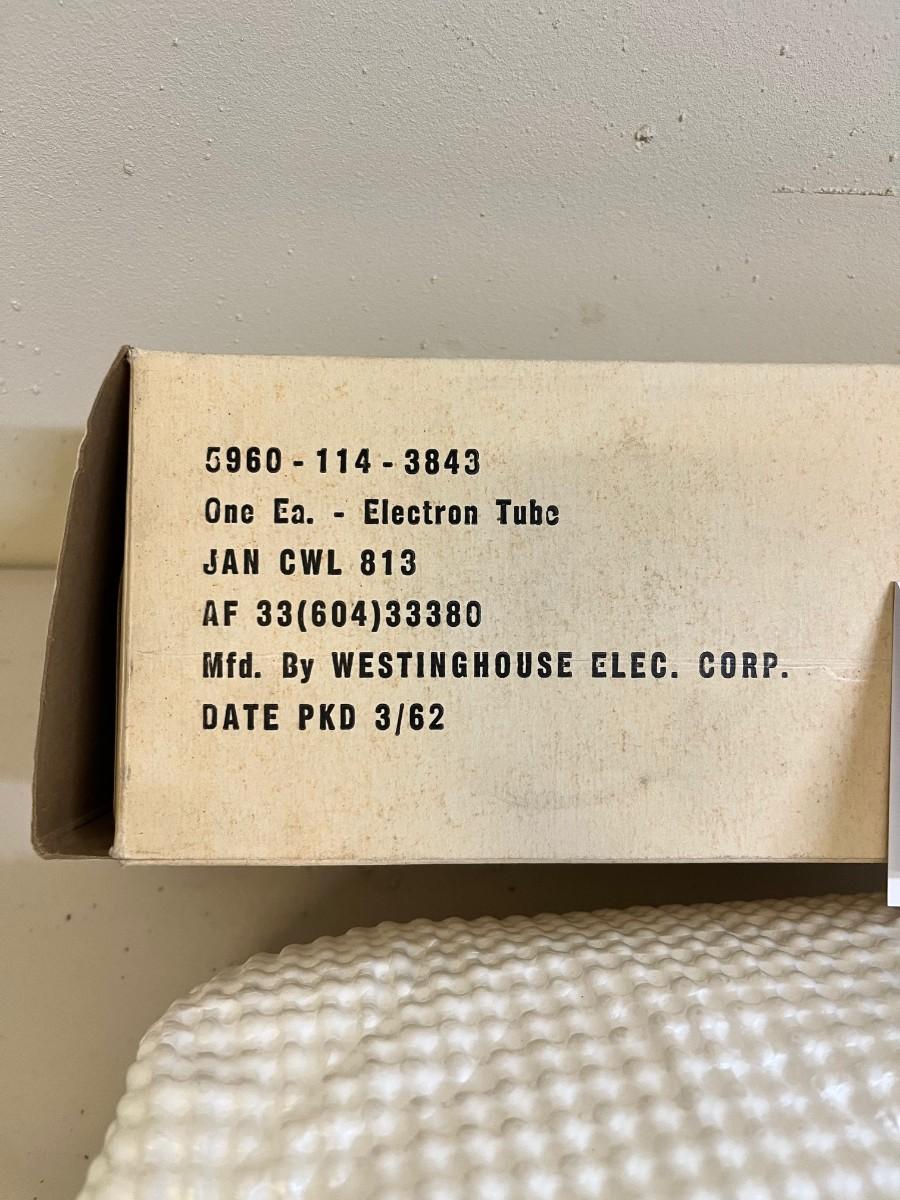 5960 - 114 - 3843
One Ea. - Electron Tube
JAN CWL 813
AF 33(604)33380
Mfd. By WESTINGHOUSE ELEC. CORP.
DATE PKD 3/62